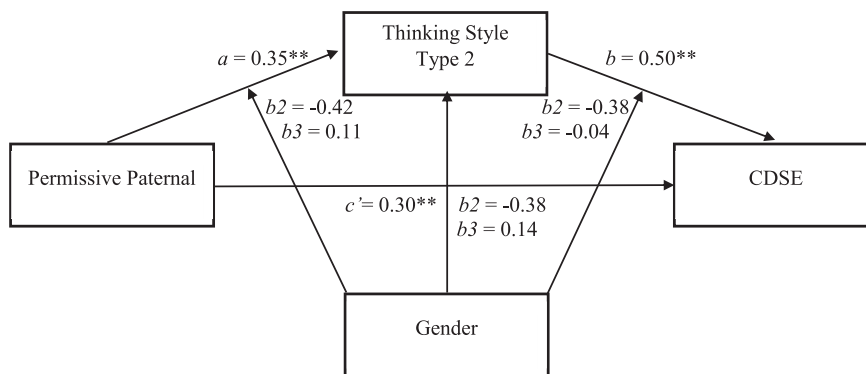 Thinking Style
Type 2
a = 0.35**
b = 0.50**
b2 = -0.42
b3 = 0.11
b2 = -0.38
b3 = -0.04
Permissive Paternal
CDSE
c’= 0.30**
b2 = -0.38
b3 = 0.14
Gender